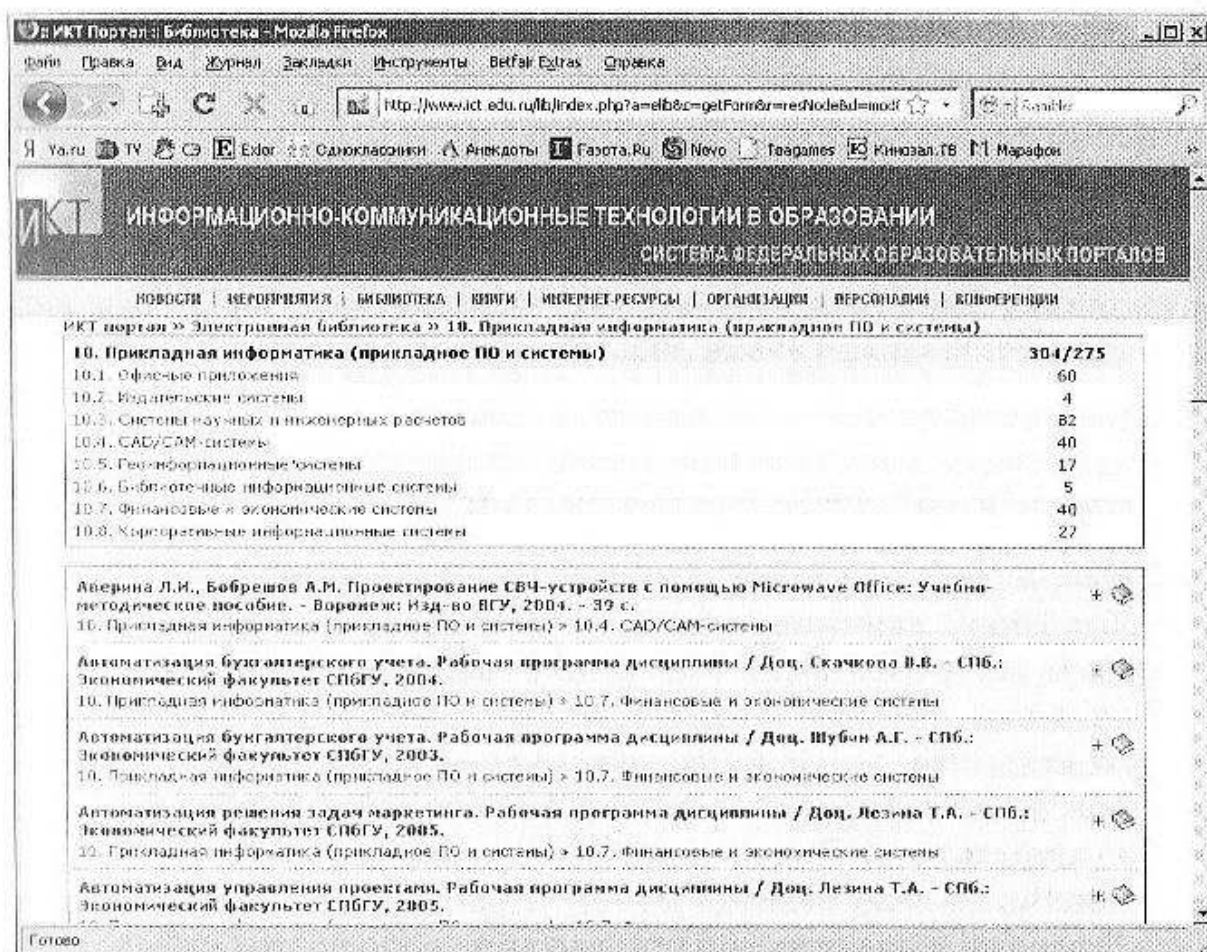 ИКТ Портал :: Библиотека - Mozilla Firefox
Файл Правка Вид Журнал Закладки Инструменты Betfair Extras Справка
http://www.ict.edu.ru/lib/index.php?a=elib&c=getForm&r=resNode&d=mod Rambler
Ya.ru TV СЭ Exler Одноклассники Анекдоты Газета.Ru Novo Teagames Кинозал.ТВ Марафон
ИКТ
ИНФОРМАЦИОННО-КОММУНИКАЦИОННЫЕ ТЕХНОЛОГИИ В ОБРАЗОВАНИИ
СИСТЕМА ФЕДЕРАЛЬНЫХ ОБРАЗОВАТЕЛЬНЫХ ПОРТАЛОВ
НОВОСТИ | МЕРОПРИЯТИЯ | БИБЛИОТЕКА | КНИГИ | ИНТЕРНЕТ-РЕСУРСЫ | ОРГАНИЗАЦИИ | ПЕРСОНАЛИИ | КОНФЕРЕНЦИИ
ИКТ портал » Электронная библиотека » 10. Прикладная информатика (прикладное ПО и системы)
10. Прикладная информатика (прикладное ПО и системы) 304/275
10.1. Офисные приложения 60
10.2. Издательские системы 4
10.3. Системы научных и инженерных расчетов 82
10.4. CAD/CAM-системы 40
10.5. Геоинформационные системы 17
10.6. Библиотечные информационные системы 5
10.7. Финансовые и экономические системы 40
10.8. Корпоративные информационные системы 27
Аверина Л.И., Бобрешов А.М. Проектирование СВЧ-устройств с помощью Microwave Office: Учебно-
методическое пособие. - Воронеж: Изд-во ВГУ, 2004. - 39 с.
10. Прикладная информатика (прикладное ПО и системы) » 10.4. CAD/CAM-системы
Автоматизация бухгалтерского учета. Рабочая программа дисциплины / Доц. Скачкова В.В. - СПб.:
Экономический факультет СПбГУ, 2004.
10. Прикладная информатика (прикладное ПО и системы) » 10.7. Финансовые и экономические системы
Автоматизация бухгалтерского учета. Рабочая программа дисциплины / Доц. Шубин А.Г. - СПб.:
Экономический факультет СПбГУ, 2003.
10. Прикладная информатика (прикладное ПО и системы) » 10.7. Финансовые и экономические системы
Автоматизация решения задач маркетинга. Рабочая программа дисциплины / Доц. Лезина Т.А. - СПб.:
Экономический факультет СПбГУ, 2005.
10. Прикладная информатика (прикладное ПО и системы) » 10.7. Финансовые и экономические системы
Автоматизация управления проектами. Рабочая программа дисциплины / Доц. Лезина Т.А. - СПб.:
Экономический факультет СПбГУ, 2005.
Готово